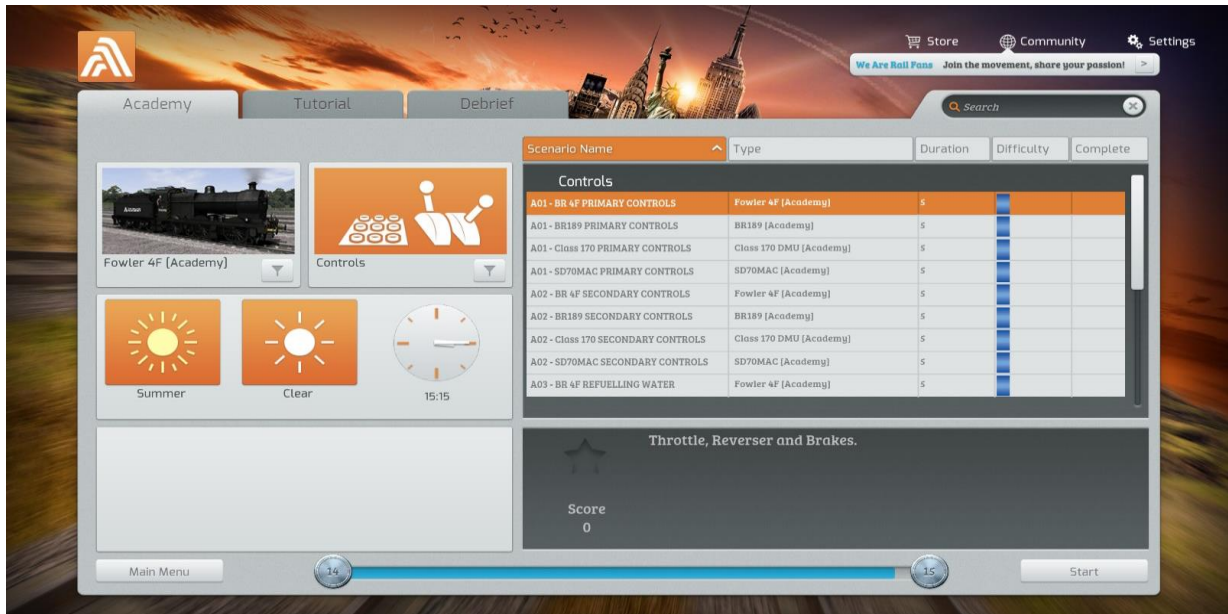 Store
Community
Settings
We Are Rail Fans Join the movement, share your passion! >
Academy
Tutorial
Debrief
Search
Scenario Name
Type
Duration
Difficulty
Complete
Fowler 4F [Academy]
Controls
Summer
Clear
15:15
Controls
A01 - BR 4F PRIMARY CONTROLS Fowler 4F [Academy] 5
A01 - BR189 PRIMARY CONTROLS BR189 [Academy] 5
A01 - Class 170 PRIMARY CONTROLS Class 170 DMU [Academy] 5
A01 - SD70MAC PRIMARY CONTROLS SD70MAC [Academy] 5
A02 - BR 4F SECONDARY CONTROLS Fowler 4F [Academy] 5
A02 - BR189 SECONDARY CONTROLS BR189 [Academy] 5
A02 - Class 170 SECONDARY CONTROLS Class 170 DMU [Academy] 5
A02 - SD70MAC SECONDARY CONTROLS SD70MAC [Academy] 5
A03 - BR 4F REFUELLING WATER Fowler 4F [Academy] 5
Throttle, Reverser and Brakes.
Score
0
Main Menu
14
15
Start